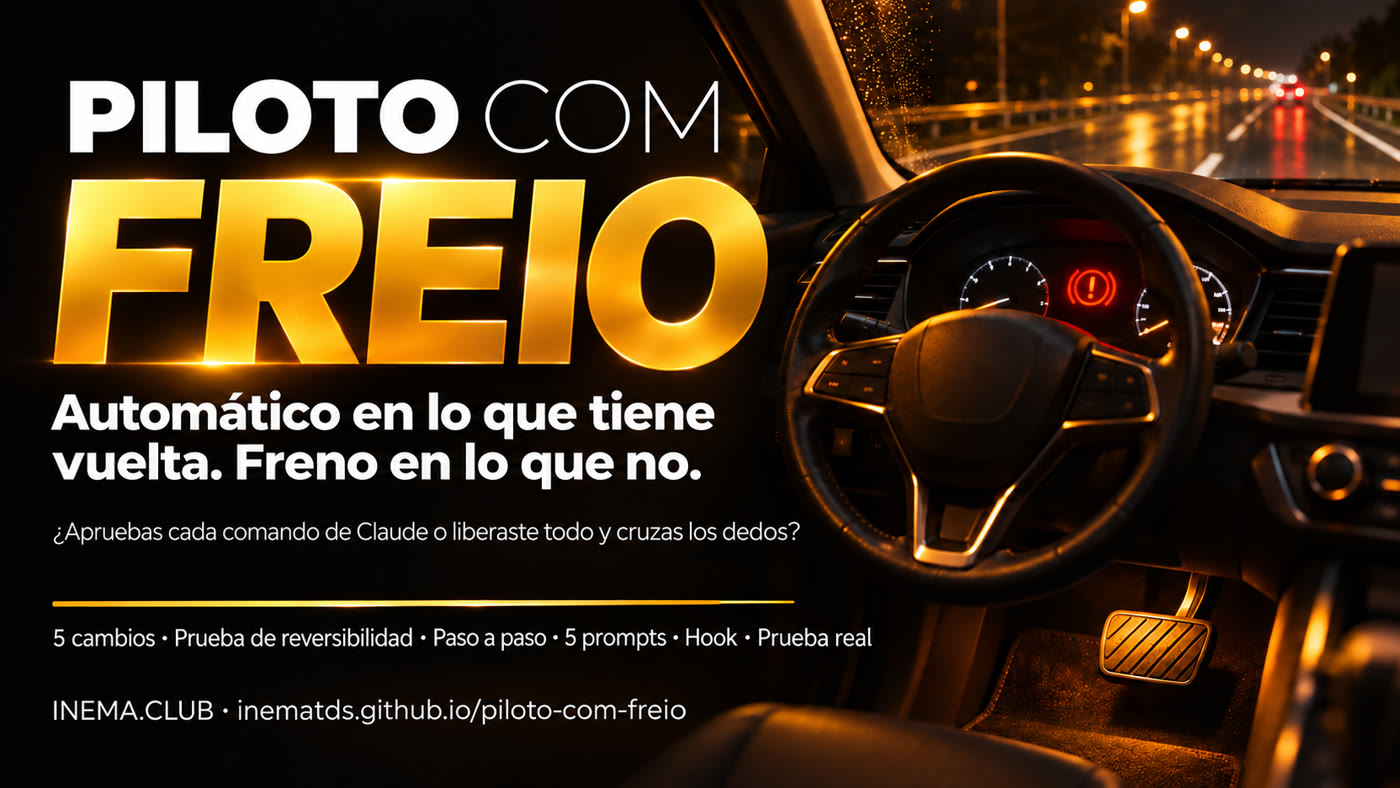 PILOTO COM
FREIO
Automático en lo que tiene
vuelta. Freno en lo que no.
¿Apruebas cada comando de Claude o liberaste todo y cruzas los dedos?
5 cambios • Prueba de reversibilidad • Paso a paso • 5 prompts • Hook • Prueba real
INEMA.CLUB • inematds.github.io/piloto-com-freio